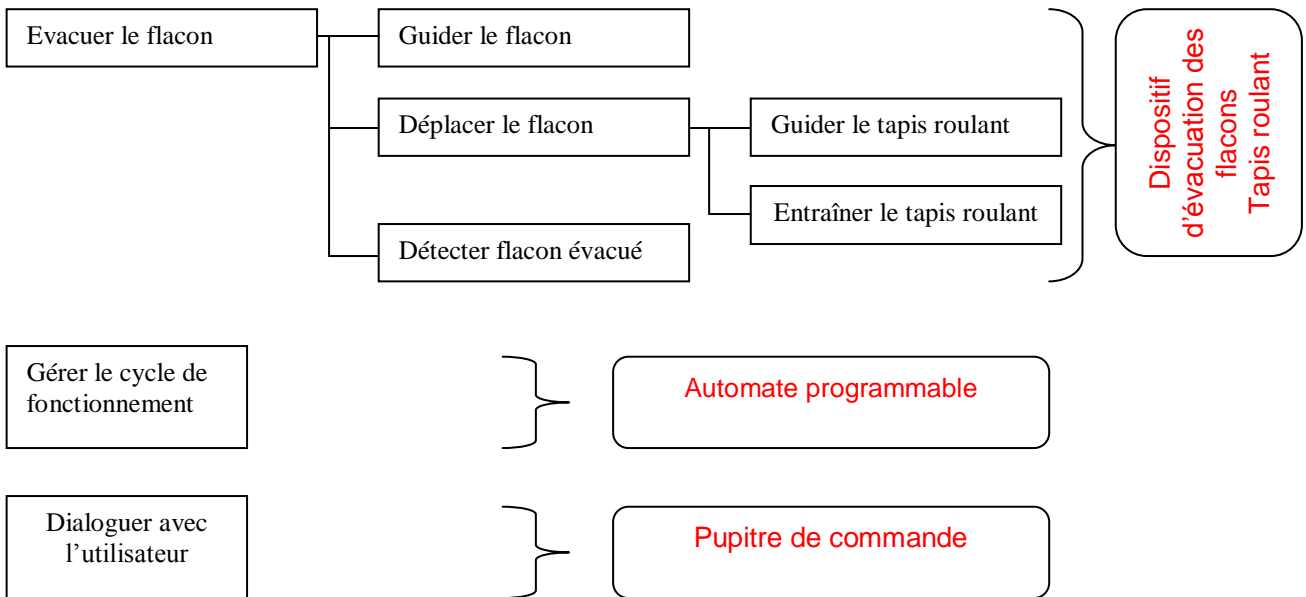 Evacuer le flacon
Guider le flacon
Déplacer le flacon
Guider le tapis roulant
Entraîner le tapis roulant
Détecter flacon évacué
Dispositif
d'évacuation des
flacons
Tapis roulant
Gérer le cycle de
fonctionnement
Automate programmable
Dialoguer avec
l'utilisateur
Pupitre de commande